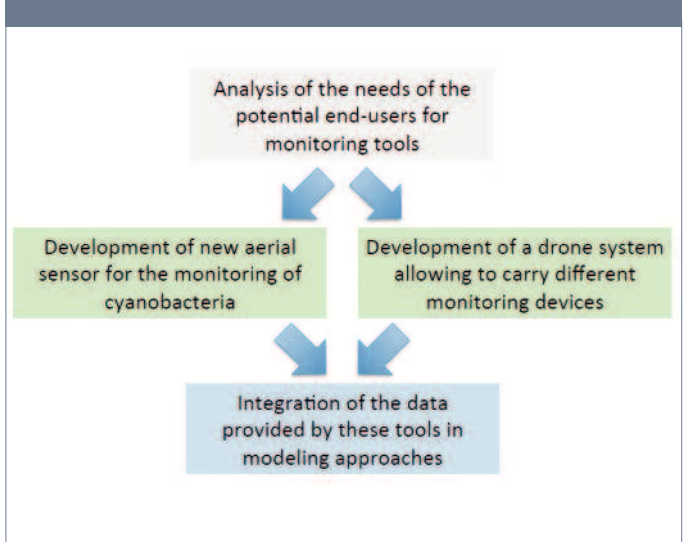 Analysis of the needs of the
potential end-users for
monitoring tools
Development of new aerial
sensor for the monitoring of
cyanobacteria
Development of a drone system
allowing to carry different
monitoring devices
Integration of the data
provided by these tools in
modeling approaches